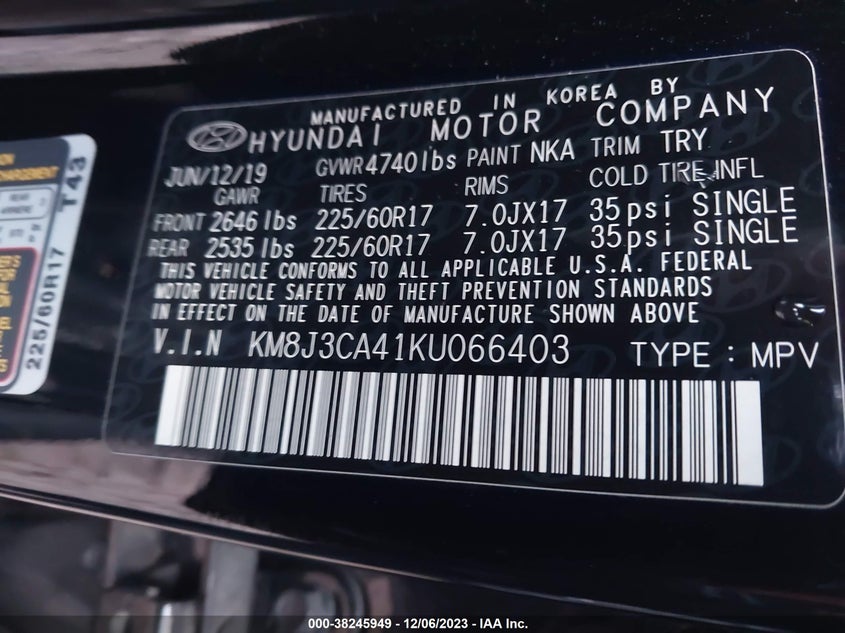 MANUFACTURED IN KOREA BY
HYUNDAI MOTOR COMPANY
JUN/12/19 GVWR 4740lbs PAINT NKA TRIM TRY
GAWR TIRES RIMS COLD TIRE INFL
FRONT 2646 lbs 225/60R17 7.0JX17 35psi SINGLE
REAR 2535 lbs 225/60R17 7.0JX17 35psi SINGLE
THIS VEHICLE CONFORMS TO ALL APPLICABLE U.S.A. FEDERAL
MOTOR VEHICLE SAFETY AND THEFT PREVENTION STANDARDS
IN EFFECT ON THE DATE OF MANUFACTURE SHOWN ABOVE
V.I.N KM8J3CA41KU066403 TYPE : MPV
225/60R17 T43
000-38245949 - 12/06/2023 - IAA Inc.